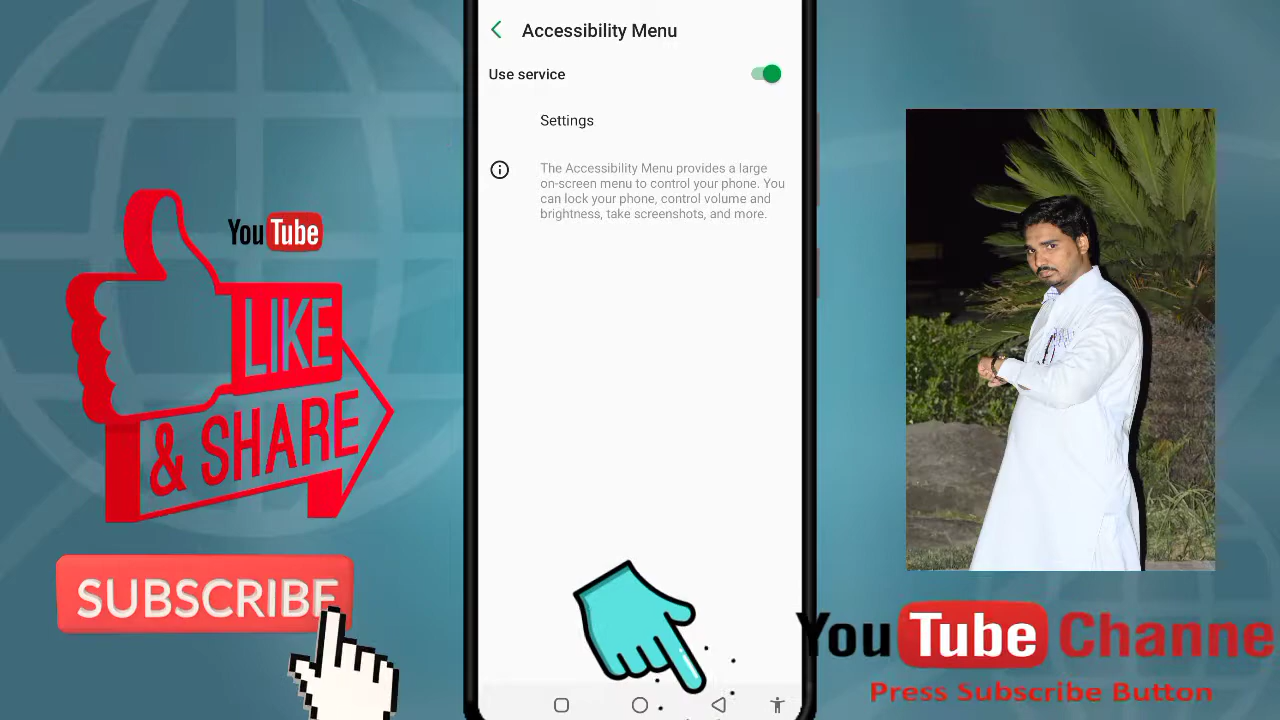 Accessibility Menu
Use service
Settings
The Accessibility Menu provides a large
on-screen menu to control your phone. You
can lock your phone, control volume and
brightness, take screenshots, and more.
YouTube
LIKE
& SHARE
SUBSCRIBE
YouTube Channe
Press Subscribe Button